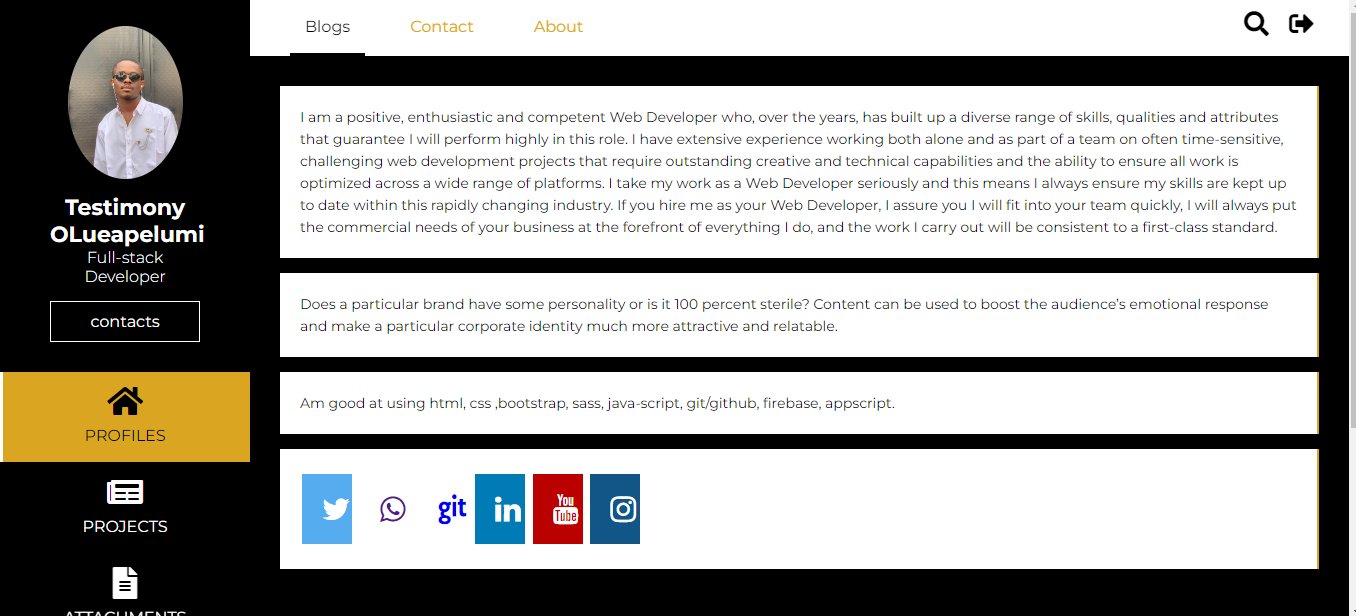 Blogs
Contact
About
Testimony
OLueapelumi
Full-stack
Developer
contacts
PROFILES
PROJECTS
ATTACHMENTS
I am a positive, enthusiastic and competent Web Developer who, over the years, has built up a diverse range of skills, qualities and attributes
that guarantee I will perform highly in this role. I have extensive experience working both alone and as part of a team on often time-sensitive,
challenging web development projects that require outstanding creative and technical capabilities and the ability to ensure all work is
optimized across a wide range of platforms. I take my work as a Web Developer seriously and this means I always ensure my skills are kept up
to date within this rapidly changing industry. If you hire me as your Web Developer, I assure you I will fit into your team quickly, I will always put
the commercial needs of your business at the forefront of everything I do, and the work I carry out will be consistent to a first-class standard.
Does a particular brand have some personality or is it 100 percent sterile? Content can be used to boost the audience’s emotional response
and make a particular corporate identity much more attractive and relatable.
Am good at using html, css ,bootstrap, sass, java-script, git/github, firebase, appscript.
git
in
You
Tube